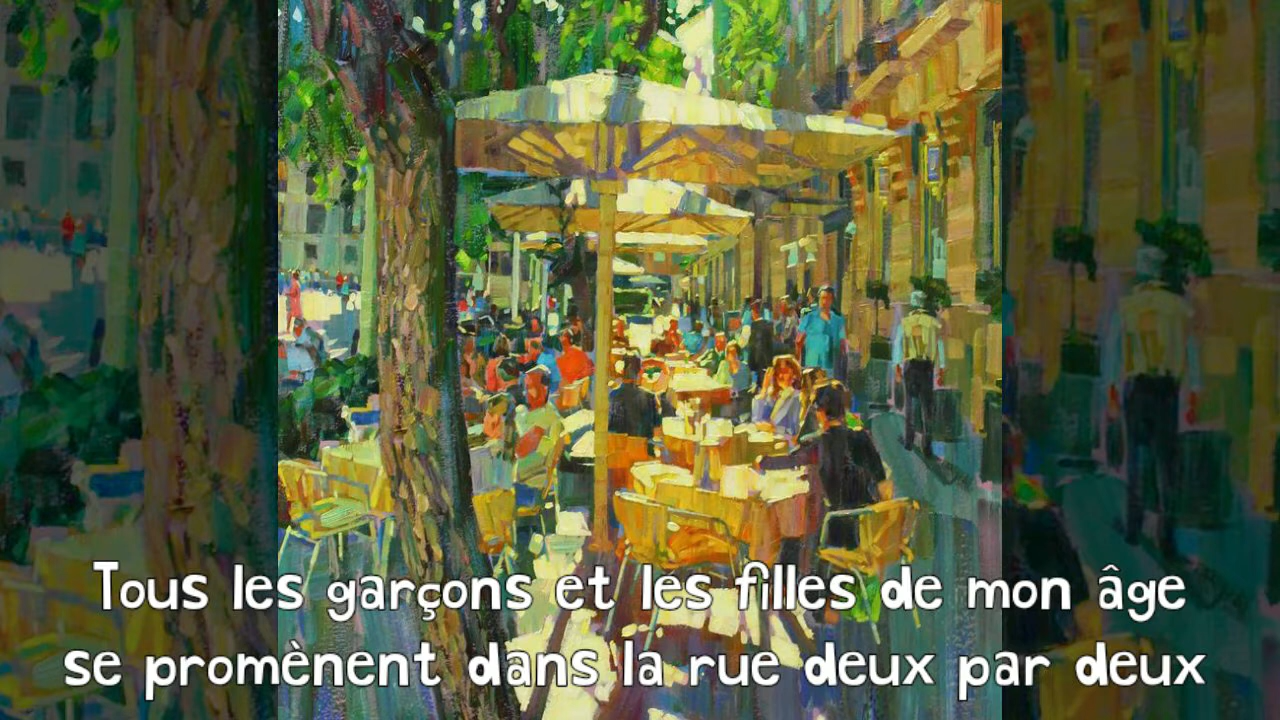 Tous les garçons et les filles de mon âge
se promènent dans la rue deux par deux